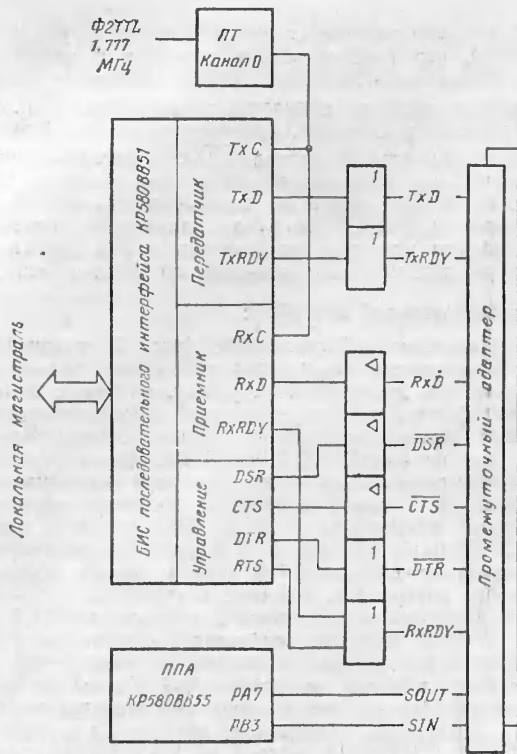 Ф2TTL
1,777
МГц
ПТ
Канал 0
Локальная магистраль
БИС последовательного интерфейса КР580ВВ51
Передатчик
Приемник
Управление
TxC
TxD
TxRDY
RxC
RxD
RxRDY
DSR
CTS
DTR
RTS
1
1
1
1
TxD
TxRDY
RxD
DSR
CTS
DTR
RxRDY
Промежуточный адаптер
ППА
КР580ВВ55
PA7
PB3
SOUT
SIN